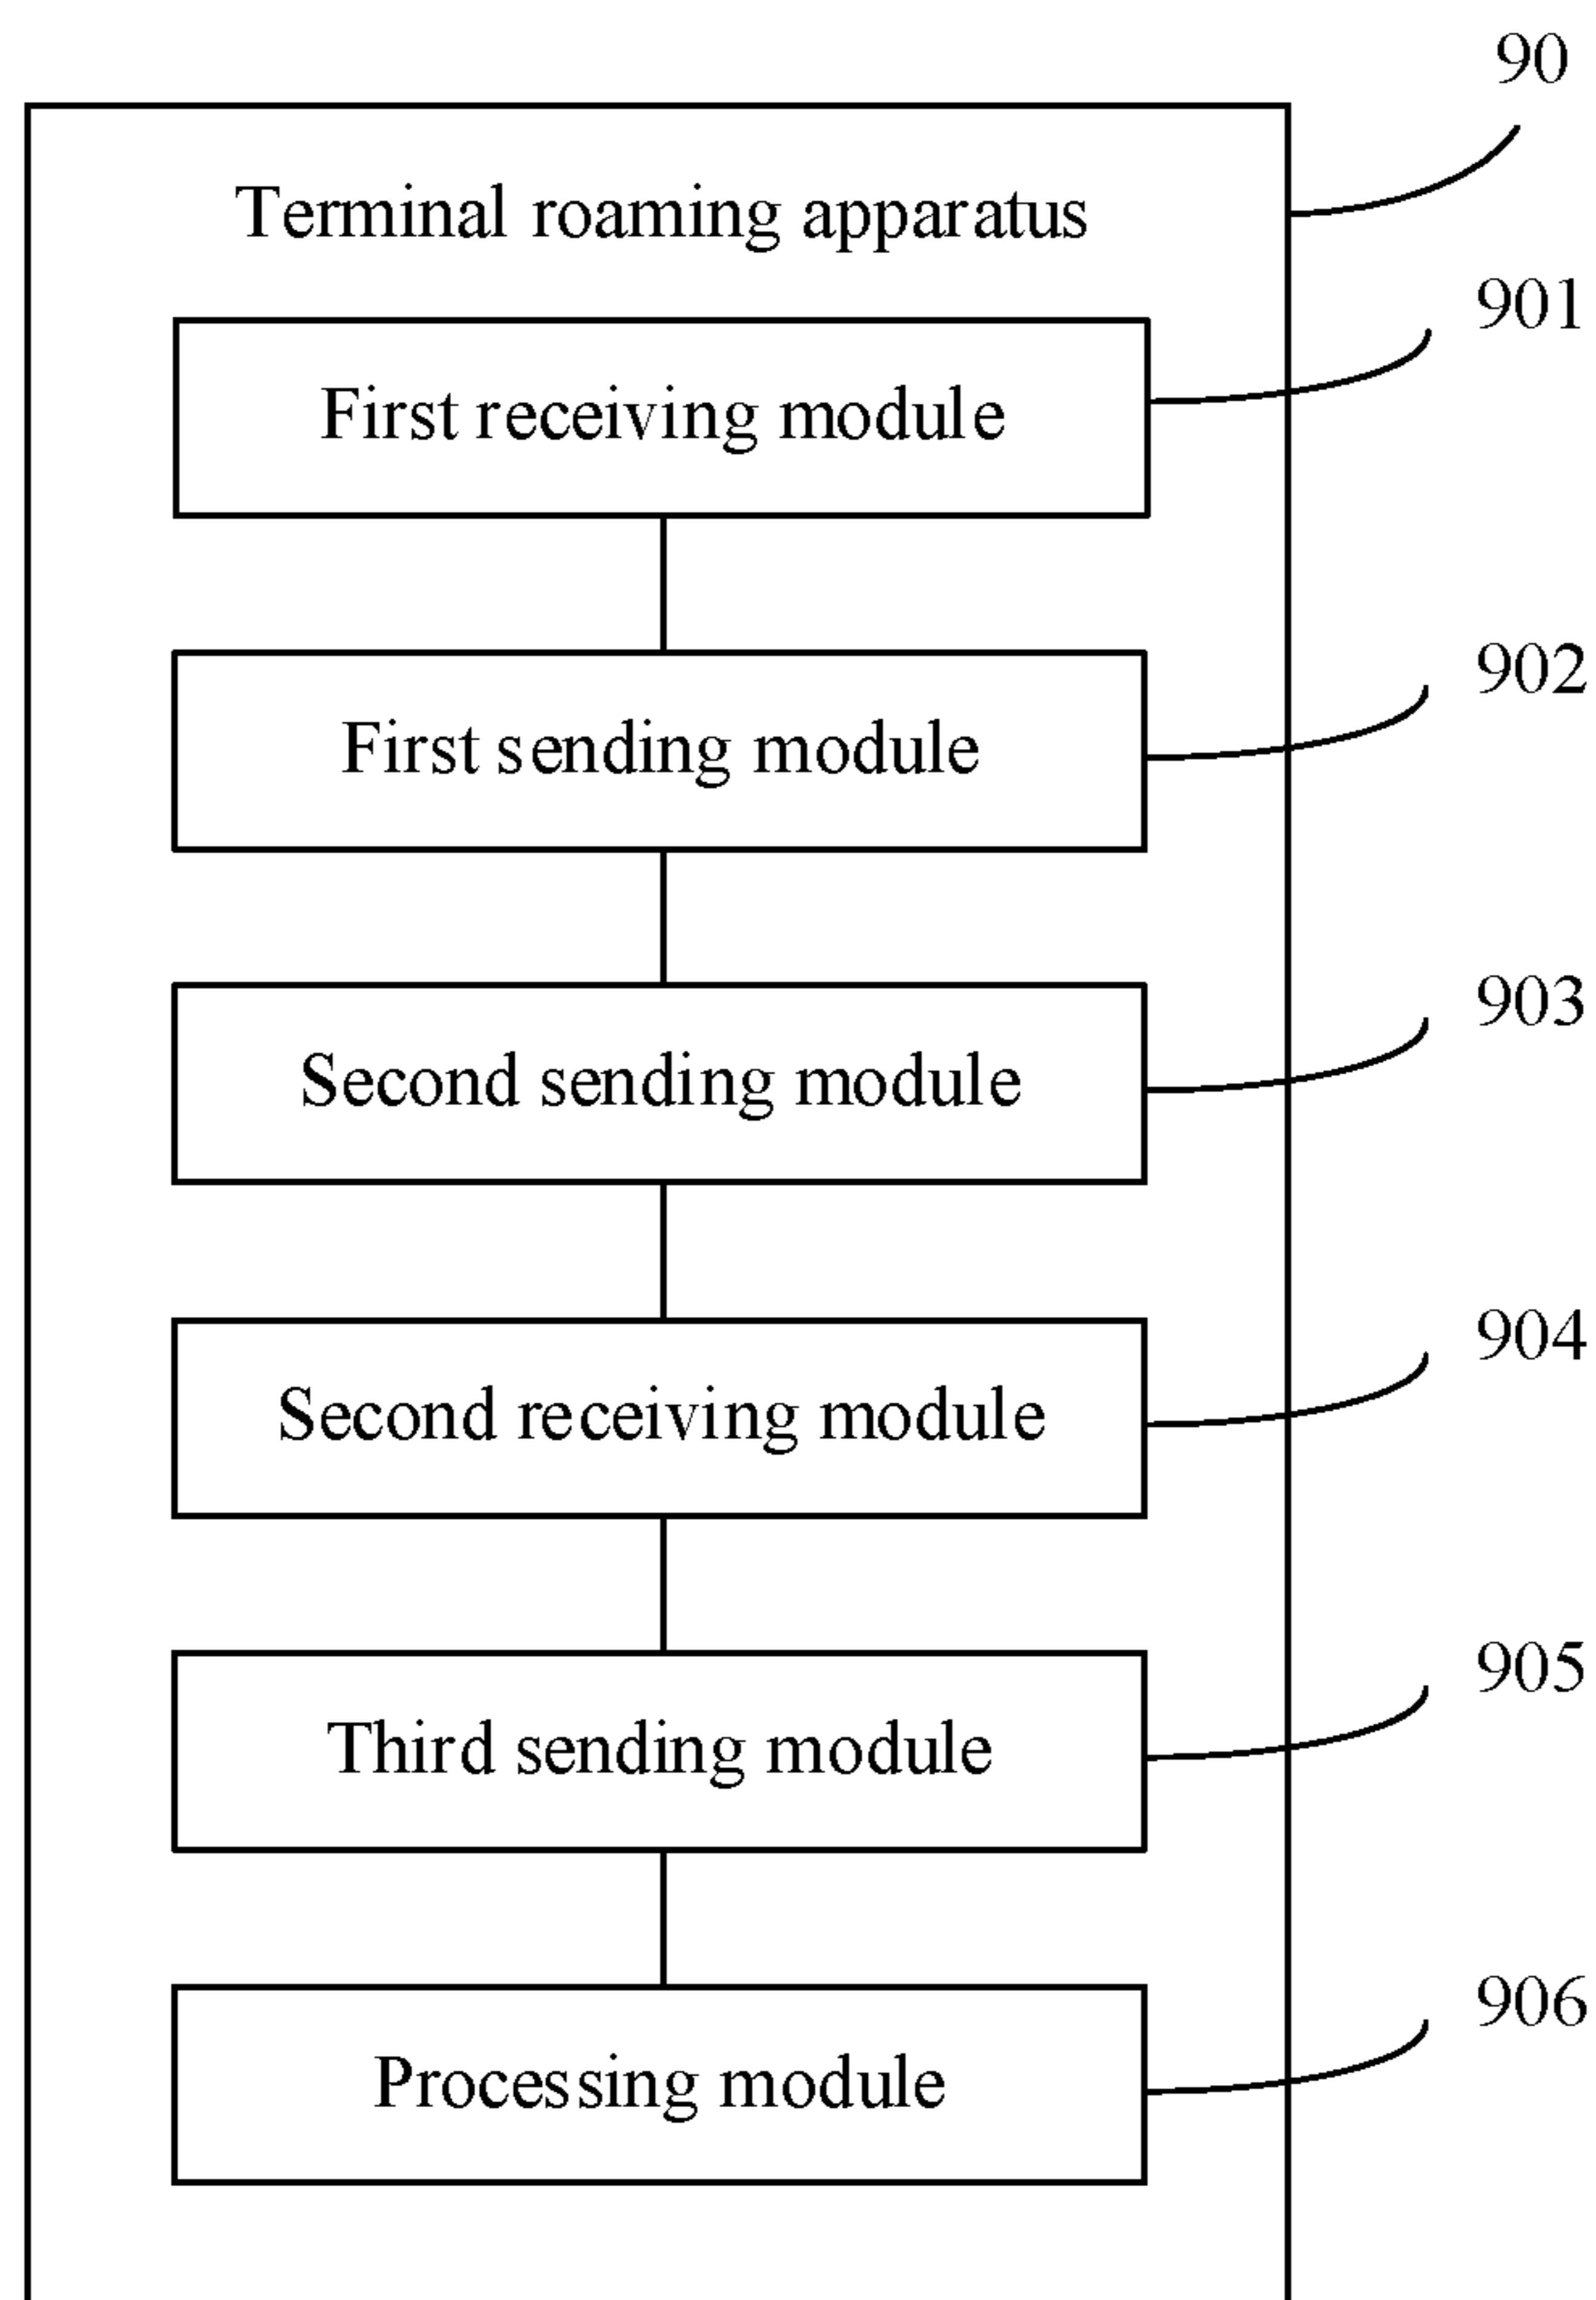 90
Terminal roaming apparatus
901
First receiving module
902
First sending module
903
Second sending module
904
Second receiving module
905
Third sending module
906
Processing module